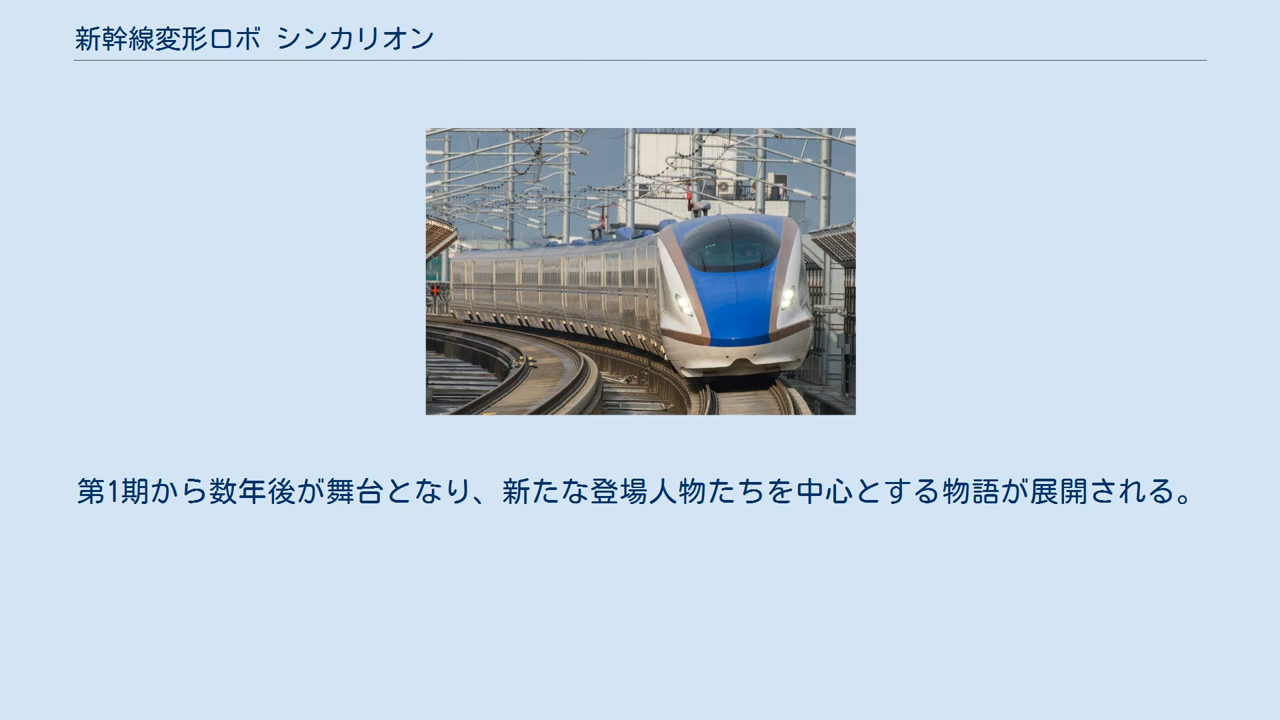 新幹線変形ロボ シンカリオン
第1期から数年後が舞台となり、新たな登場人物たちを中心とする物語が展開される。